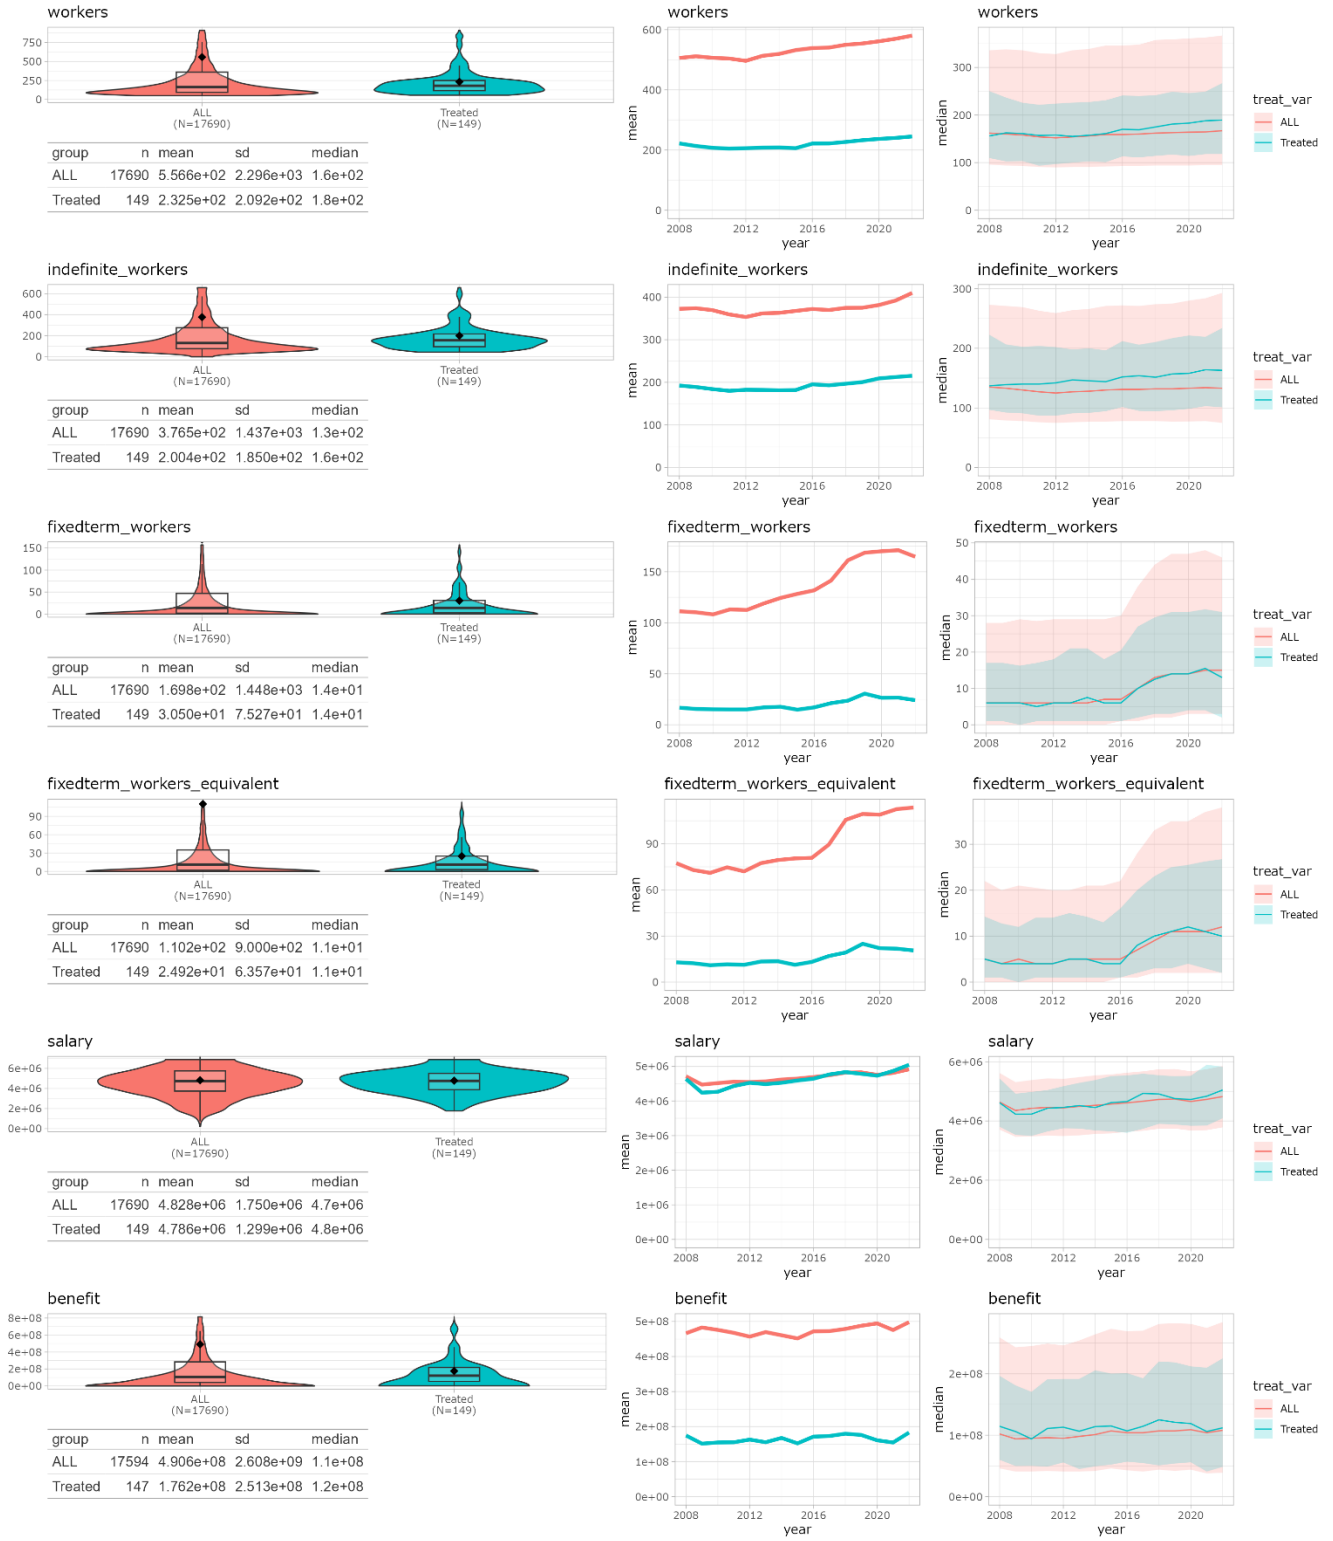 workers
750
500
250
0
ALL
(N=17690)
Treated
(N=149)
group n mean sd median
ALL 17690 5.566e+02 2.296e+03 1.6e+02
Treated 149 2.325e+02 2.092e+02 1.8e+02
workers
600
400
200
0
mean
2008 2012 2016 2020
year
workers
300
200
100
0
median
2008 2012 2016 2020
year
treat_var
ALL
Treated
indefinite_workers
600
400
200
0
ALL
(N=17690)
Treated
(N=149)
group n mean sd median
ALL 17690 3.765e+02 1.437e+03 1.3e+02
Treated 149 2.004e+02 1.850e+02 1.6e+02
indefinite_workers
400
300
200
100
0
mean
2008 2012 2016 2020
year
indefinite_workers
300
200
100
0
median
2008 2012 2016 2020
year
treat_var
ALL
Treated
fixedterm_workers
150
100
50
0
ALL
(N=17690)
Treated
(N=149)
group n mean sd median
ALL 17690 1.698e+02 1.448e+03 1.4e+01
Treated 149 3.050e+01 7.527e+01 1.4e+01
fixedterm_workers
150
100
50
0
mean
2008 2012 2016 2020
year
fixedterm_workers
50
40
30
20
10
0
median
2008 2012 2016 2020
year
treat_var
ALL
Treated
fixedterm_workers_equivalent
90
60
30
0
ALL
(N=17690)
Treated
(N=149)
group n mean sd median
ALL 17690 1.102e+02 9.000e+02 1.1e+01
Treated 149 2.492e+01 6.357e+01 1.1e+01
fixedterm_workers_equivalent
90
60
30
0
mean
2008 2012 2016 2020
year
fixedterm_workers_equivalent
30
20
10
0
median
2008 2012 2016 2020
year
treat_var
ALL
Treated
salary
6e+06
4e+06
2e+06
0e+00
ALL
(N=17690)
Treated
(N=149)
group n mean sd median
ALL 17690 4.828e+06 1.750e+06 4.7e+06
Treated 149 4.786e+06 1.299e+06 4.8e+06
salary
5e+06
4e+06
3e+06
2e+06
1e+06
0e+00
mean
2008 2012 2016 2020
year
salary
6e+06
4e+06
2e+06
0e+00
median
2008 2012 2016 2020
year
treat_var
ALL
Treated
benefit
8e+08
6e+08
4e+08
2e+08
0e+00
ALL
(N=17690)
Treated
(N=149)
group n mean sd median
ALL 17594 4.906e+08 2.608e+09 1.1e+08
Treated 147 1.762e+08 2.513e+08 1.2e+08
benefit
5e+08
4e+08
3e+08
2e+08
1e+08
0e+00
mean
2008 2012 2016 2020
year
benefit
2e+08
1e+08
0e+00
median
2008 2012 2016 2020
year
treat_var
ALL
Treated